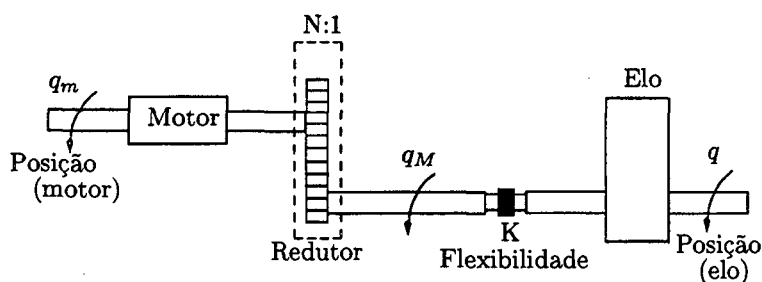 N:1
Elo
q_m
Motor
q_M
q
Posição
(motor)
Redutor
K
Flexibilidade
Posição
(elo)